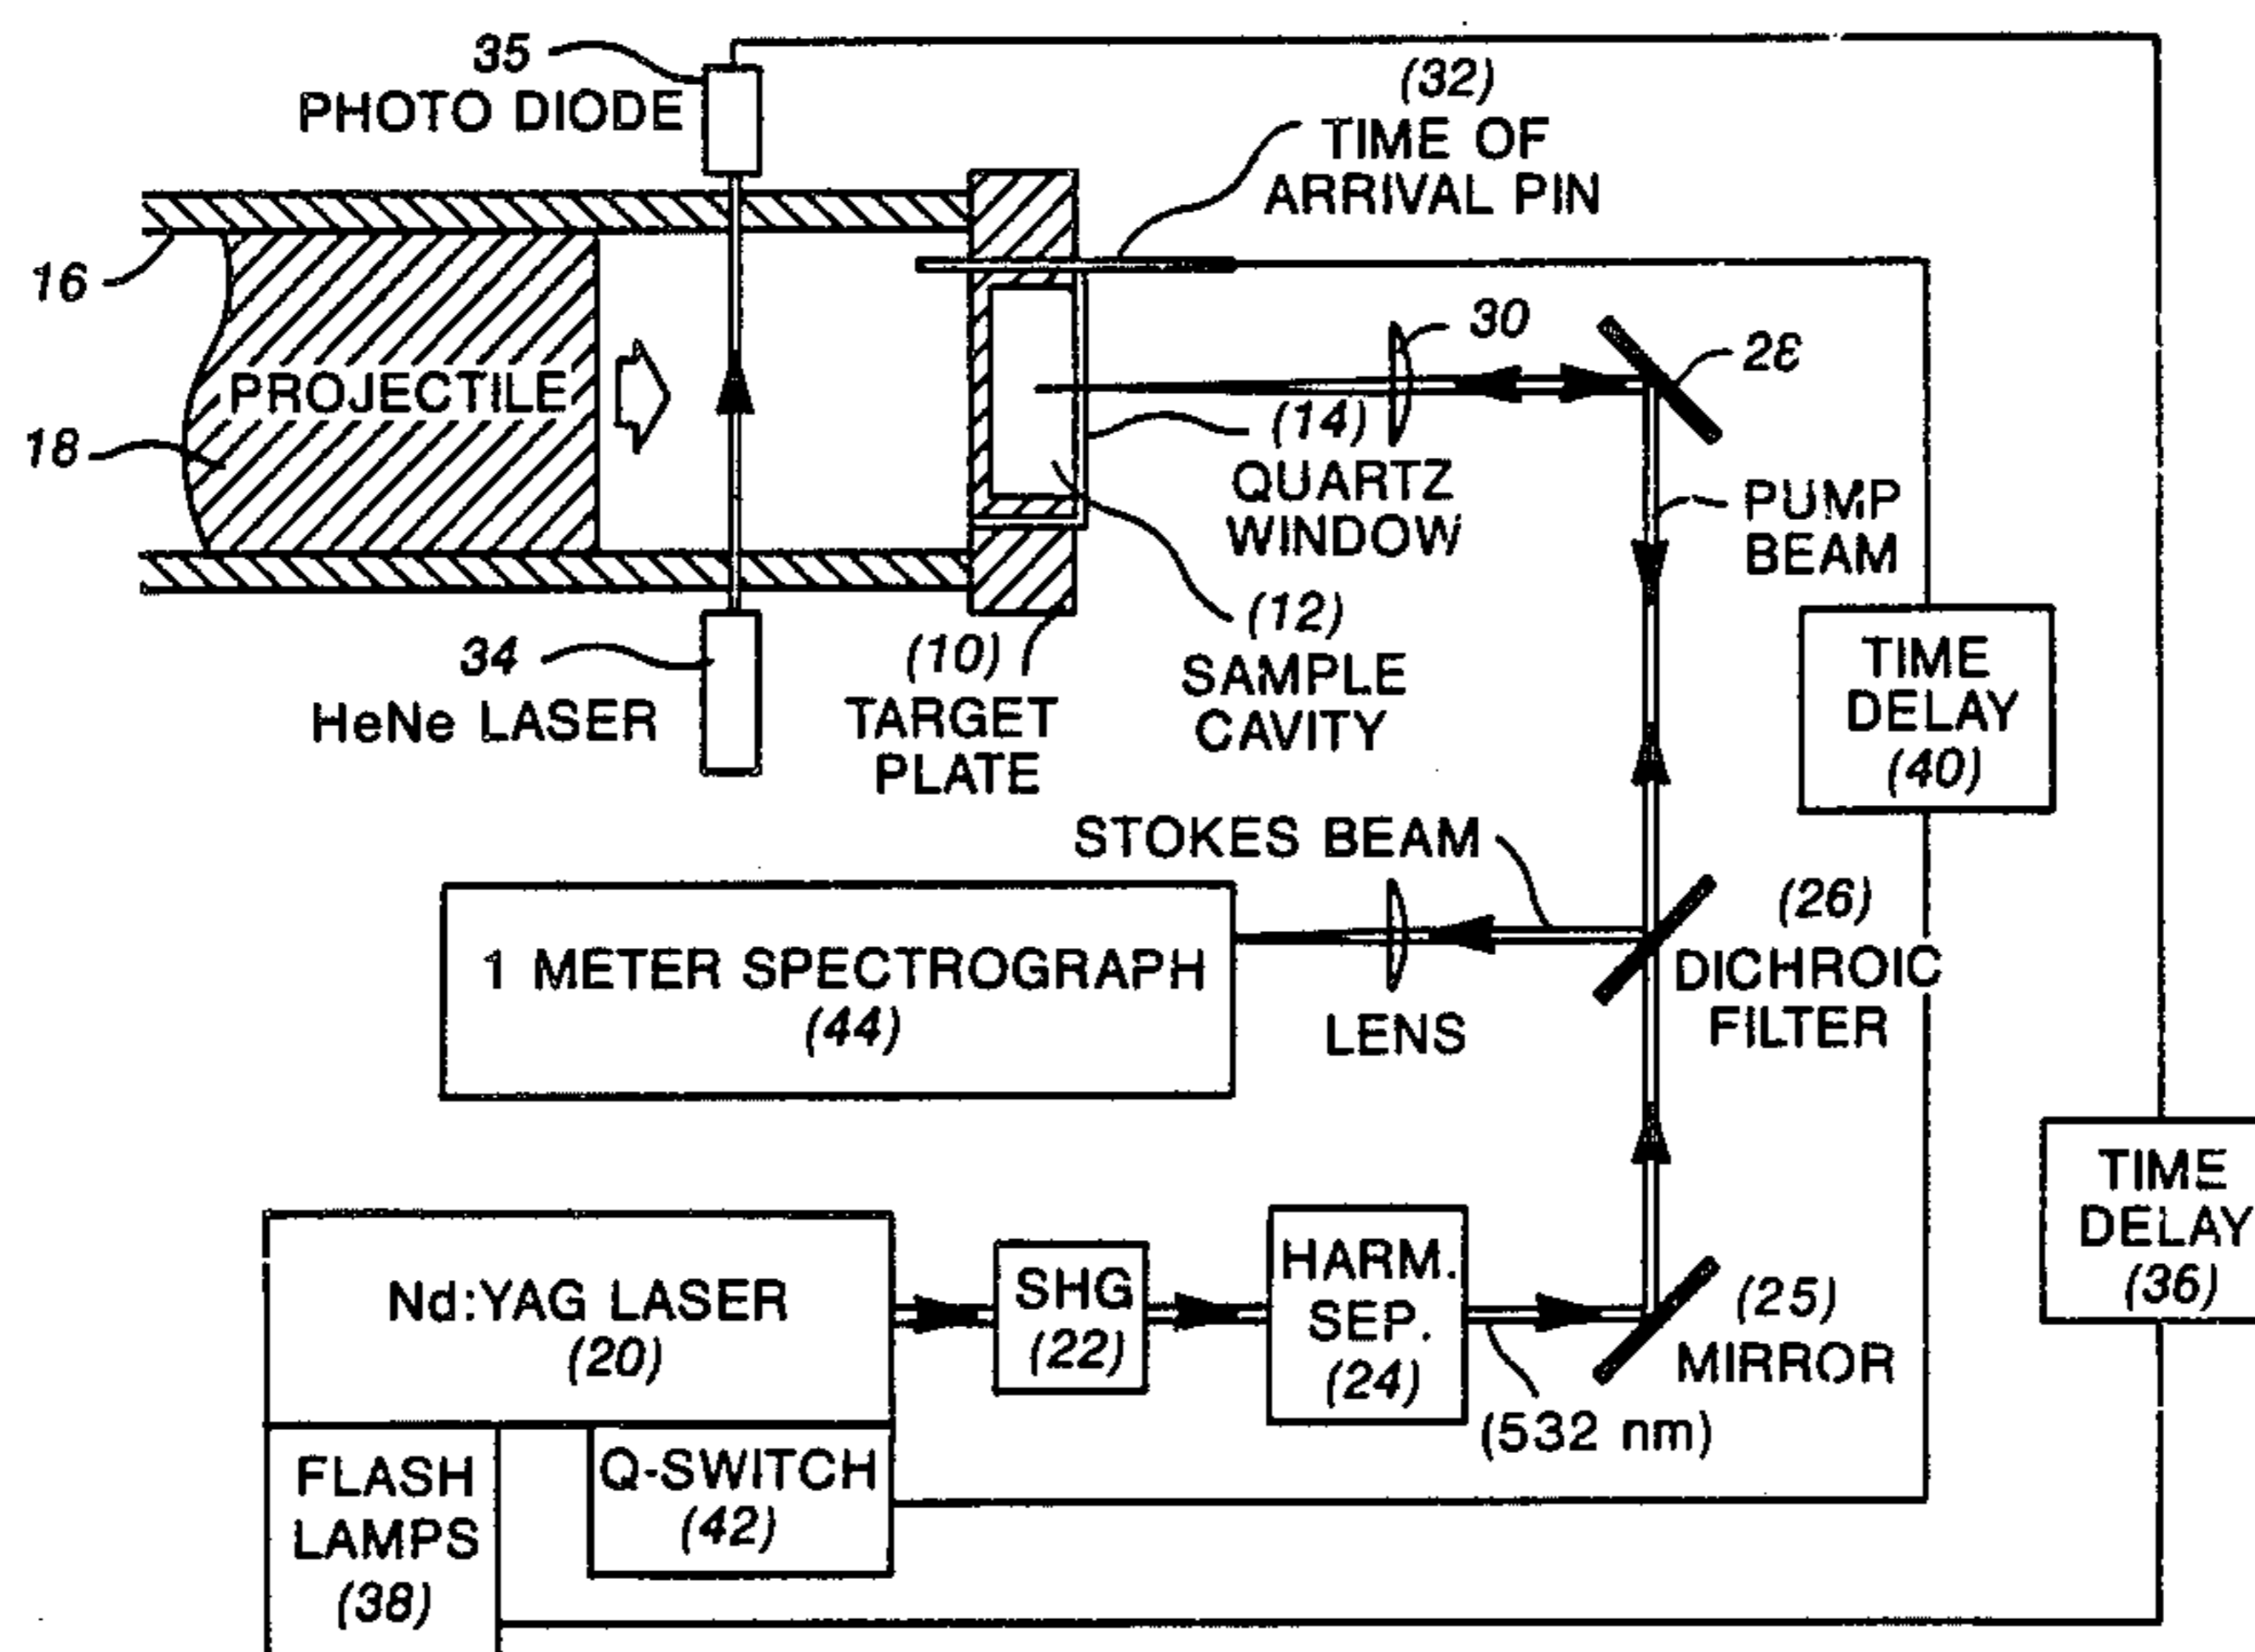 35
PHOTO DIODE
(32)
TIME OF
ARRIVAL PIN
16
PROJECTILE
18
30
28
(14)
QUARTZ
WINDOW
PUMP
BEAM
34
HeNe LASER
(10)
TARGET
PLATE
(12)
SAMPLE
CAVITY
TIME
DELAY
(40)
STOKES BEAM
1 METER SPECTROGRAPH
(44)
LENS
(26)
DICHROIC
FILTER
TIME
DELAY
(36)
Nd:YAG LASER
(20)
SHG
(22)
HARM.
SEP.
(24)
(25)
MIRROR
(532 nm)
FLASH
LAMPS
(38)
Q-SWITCH
(42)